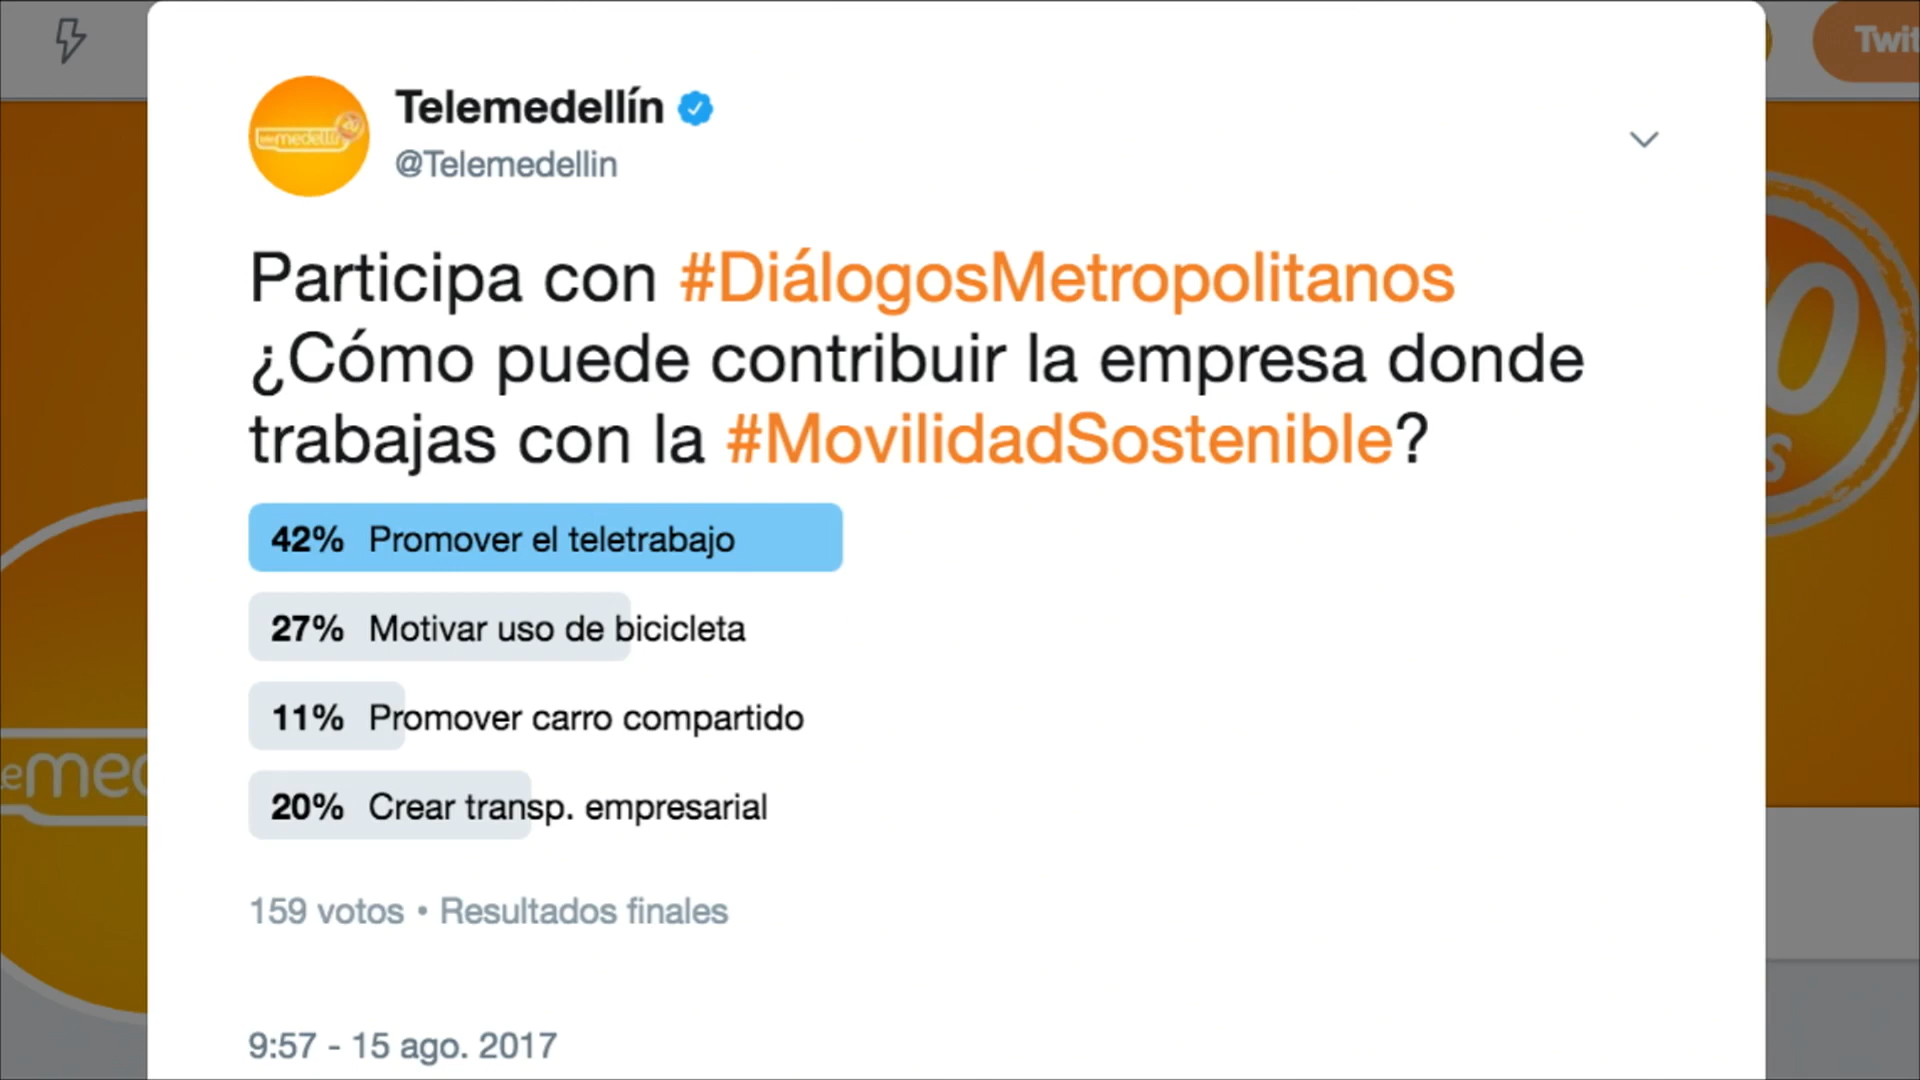 Twit
Telemedellín
@Telemedellin
telemedellín
Participa con #DiálogosMetropolitanos
¿Cómo puede contribuir la empresa donde
trabajas con la #MovilidadSostenible?
42% Promover el teletrabajo
27% Motivar uso de bicicleta
11% Promover carro compartido
20% Crear transp. empresarial
159 votos • Resultados finales
9:57 - 15 ago. 2017